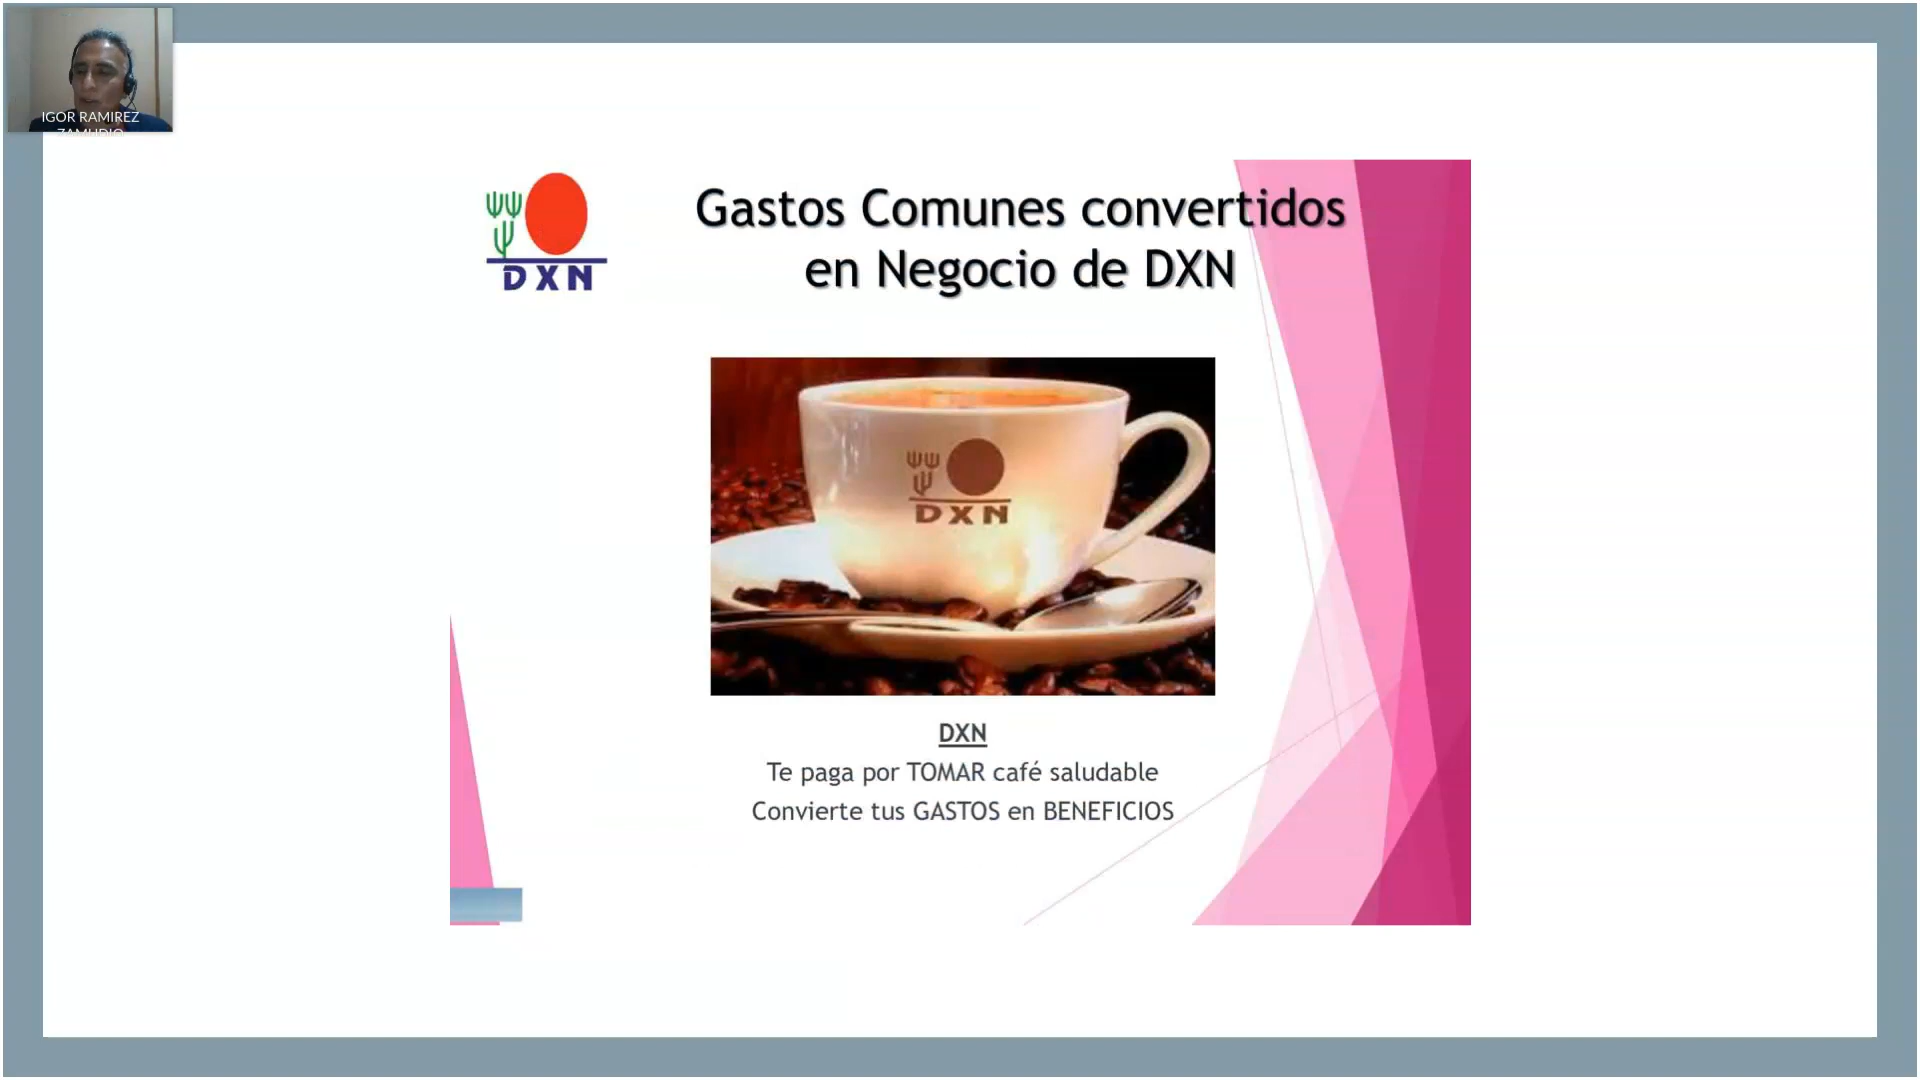 IGOR RAMIREZ
ZAMUDIO
DXN
Gastos Comunes convertidos
en Negocio de DXN
DXN
DXN
Te paga por TOMAR café saludable
Convierte tus GASTOS en BENEFICIOS